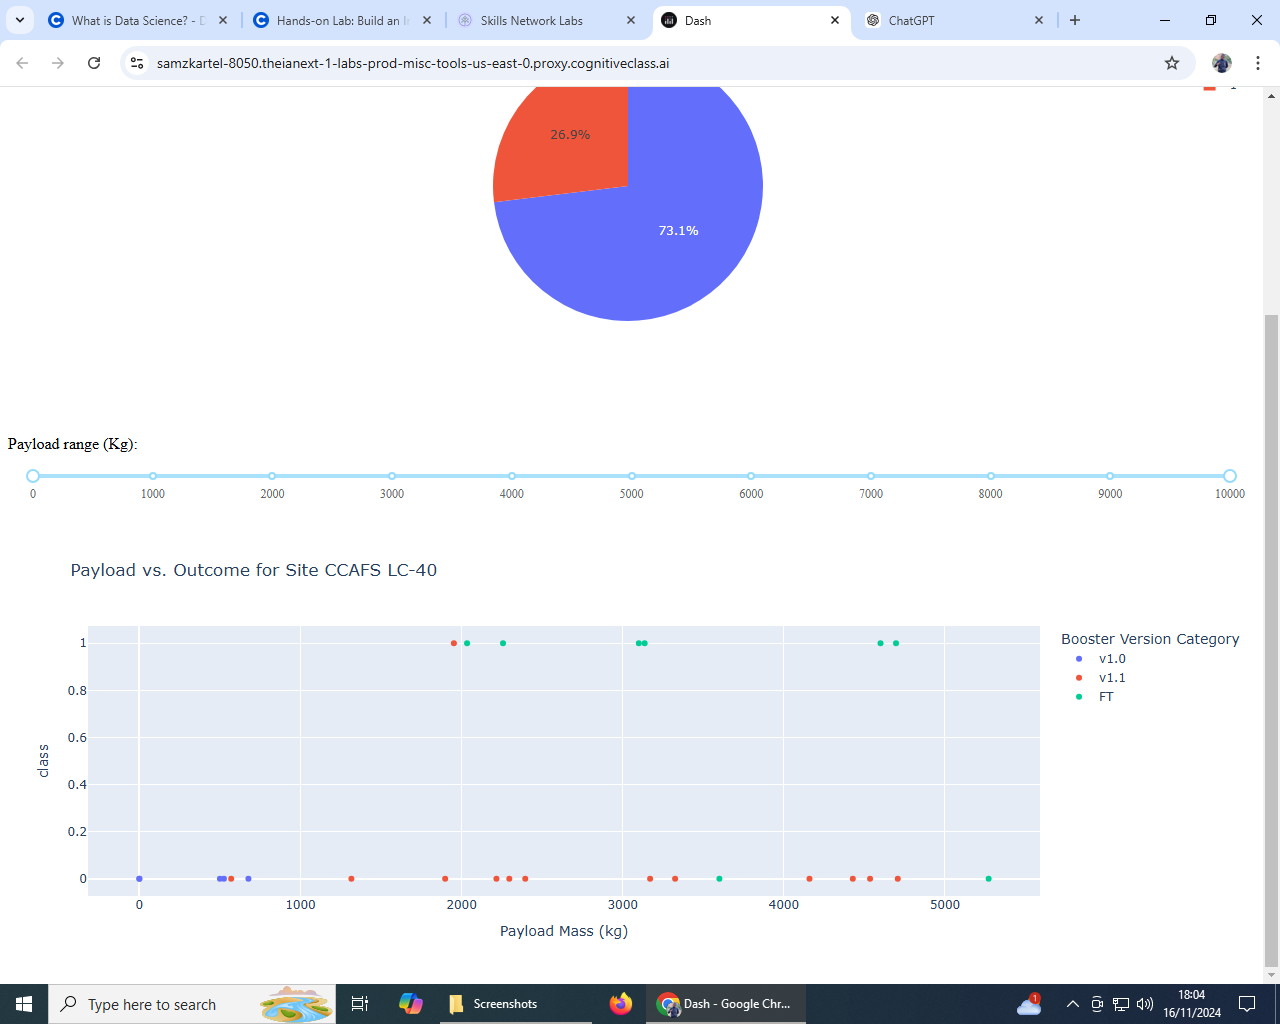 What is Data Science? - D
Hands-on Lab: Build an In
Skills Network Labs
Dash
ChatGPT
samzkartel-8050.theianext-1-labs-prod-misc-tools-us-east-0.proxy.cognitiveclass.ai
26.9%
73.1%
Payload range (Kg):
0 1000 2000 3000 4000 5000 6000 7000 8000 9000 10000
Payload vs. Outcome for Site CCAFS LC-40
Booster Version Category
v1.0
v1.1
FT
class
1
0.8
0.6
0.4
0.2
0
0 1000 2000 3000 4000 5000
Payload Mass (kg)
Type here to search
Screenshots
Dash - Google Chr...
1
18:04
16/11/2024